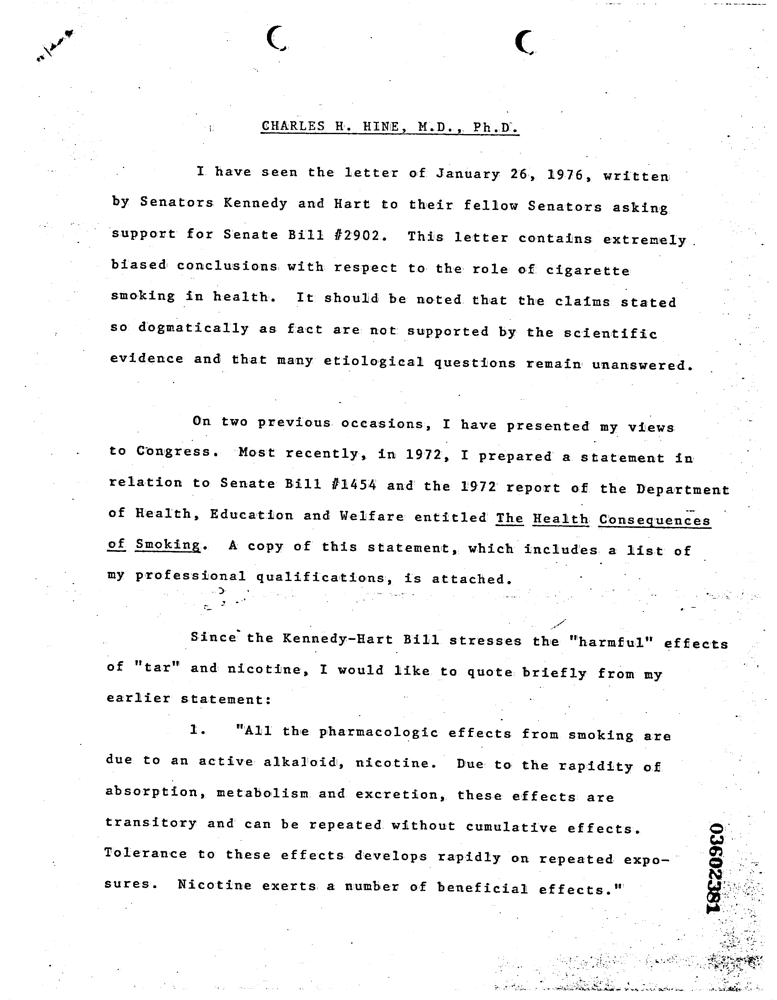 CHARLES H. HINE, M.D., Ph.D.
I have seen the letter of January 26, 1976, written
by Senators Kennedy and Hart to their fellow Senators asking
support for Senate Bill #2902. This letter contains extremely
biased conclusions with respect to the role of cigarette
smoking in health. It should be noted that the claims stated
so dogmatically as fact are not supported by the scientific
evidence and that many etiological questions remain unanswered.
On two previous occasions, I have presented my views
to Congress. Most recently, in 1972, I prepared a statement in
relation to Senate Bill #1454 and the 1972 report of the Department
of Health, Education and Welfare entitled The Health Consequences
of Smoking. A copy of this statement, which includes a list of
my professional qualifications, is attached.
Since the Kennedy-Hart Bill stresses the "harmful" effects
of "tar" and nicotine, I would like to quote briefly from my
earlier statement:
1. "All the pharmacologic effects from smoking are
due to an active alkaloid, nicotine. Due to the rapidity of
absorption, metabolism and excretion, these effects are
transitory and can be repeated without cumulative effects.
Tolerance to these effects develops rapidly on repeated expo-
sures. Nicotine exerts a number of beneficial effects."
03602381